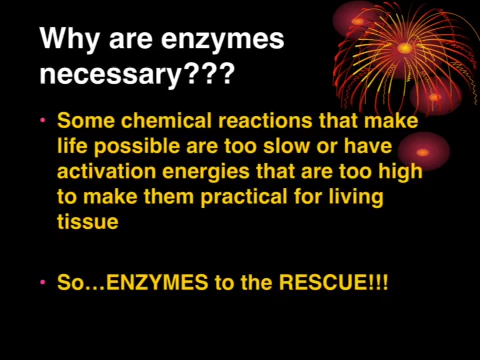 Why are enzymes
necessary???
• Some chemical reactions that make
life possible are too slow or have
activation energies that are too high
to make them practical for living
tissue
• So…ENZYMES to the RESCUE!!!